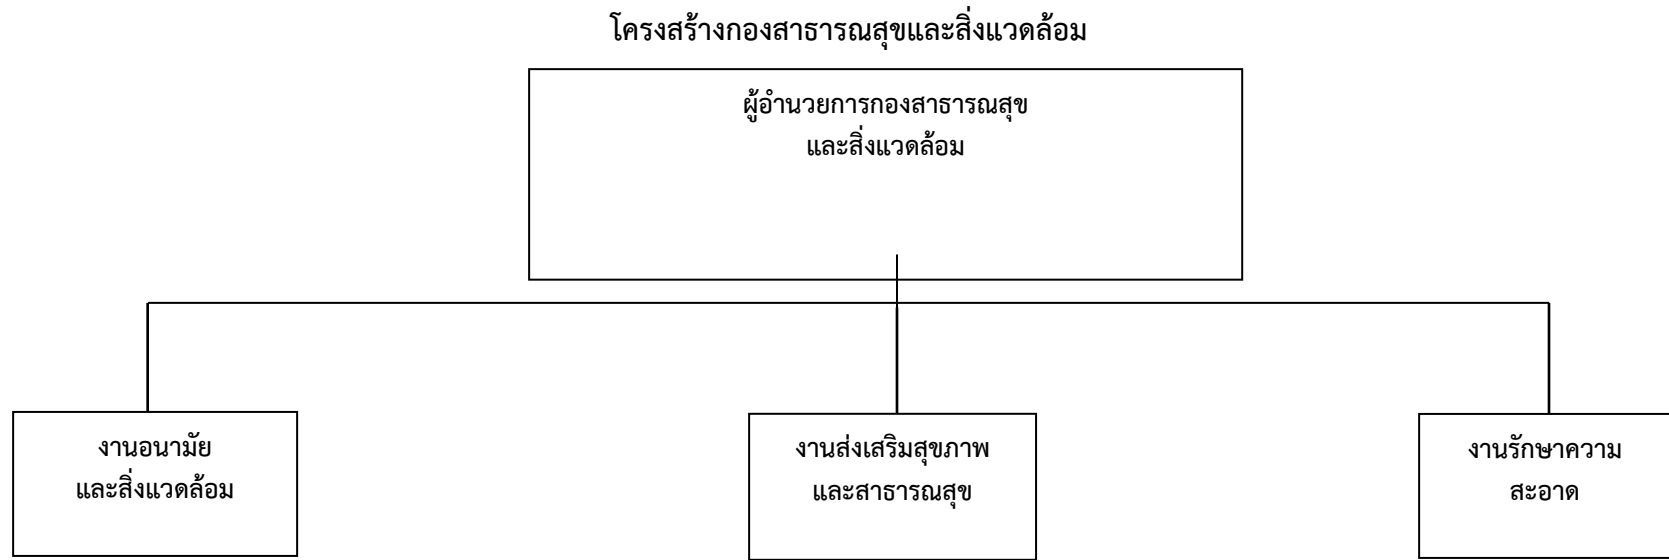 โครงสร้างกองสาธารณสุขและสิ่งแวดล้อม
ผู้อำนวยการกองสาธารณสุข
และสิ่งแวดล้อม
งานอนามัย
และสิ่งแวดล้อม
งานส่งเสริมสุขภาพ
และสาธารณสุข
งานรักษาความ
สะอาด